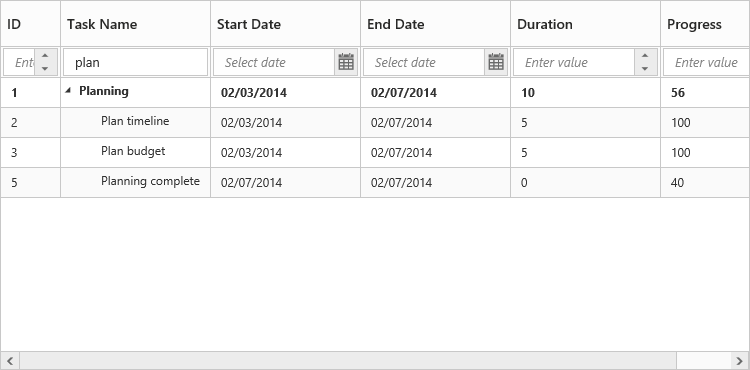 ID Task Name Start Date End Date Duration Progress
plan Select date Select date Enter value Enter value
1 Planning 02/03/2014 02/07/2014 10 56
2 Plan timeline 02/03/2014 02/07/2014 5 100
3 Plan budget 02/03/2014 02/07/2014 5 100
5 Planning complete 02/07/2014 02/07/2014 0 40